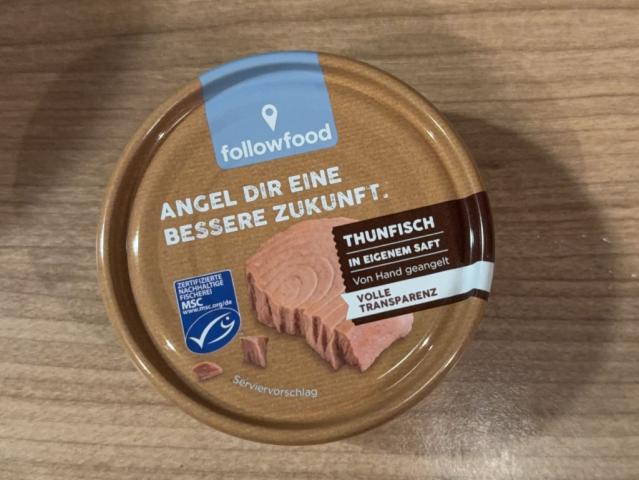 followfood
ANGEL DIR EINE
BESSERE ZUKUNFT.
THUNFISCH
IN EIGENEM SAFT
Von Hand geangelt
VOLLE
TRANSPARENZ
ZERTIFIZIERTE
NACHHALTIGE
FISCHEREI
MSC
www.msc.org/de
Serviervorschlag